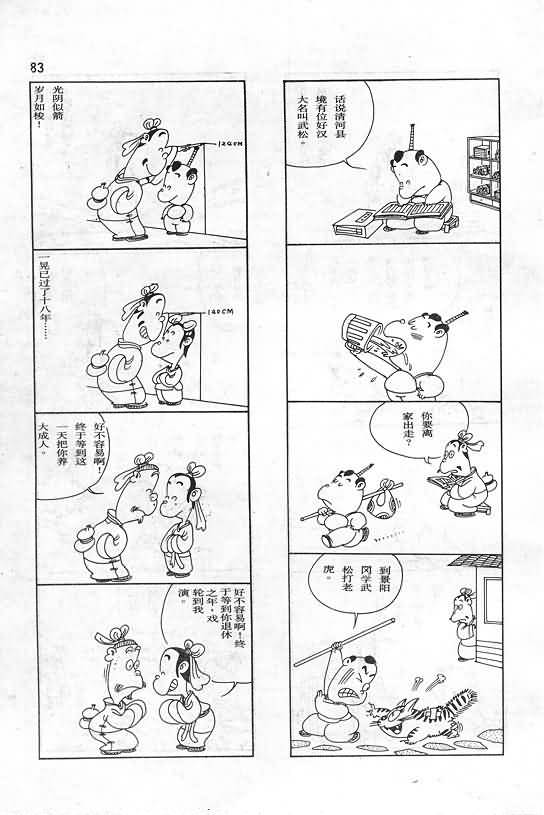 83
话说清河县
境有位好汉
大名叫武松。
你要离
家出走?
到景阳
冈学武
松打老
虎。
光阴似箭
岁月如梭!
120CM
一晃已过了十八年……
120CM
好不容易啊!
终于等到这
一天把你养
大成人。
好不容易啊!终
于等到你退休
之年,戏
轮到我
演。